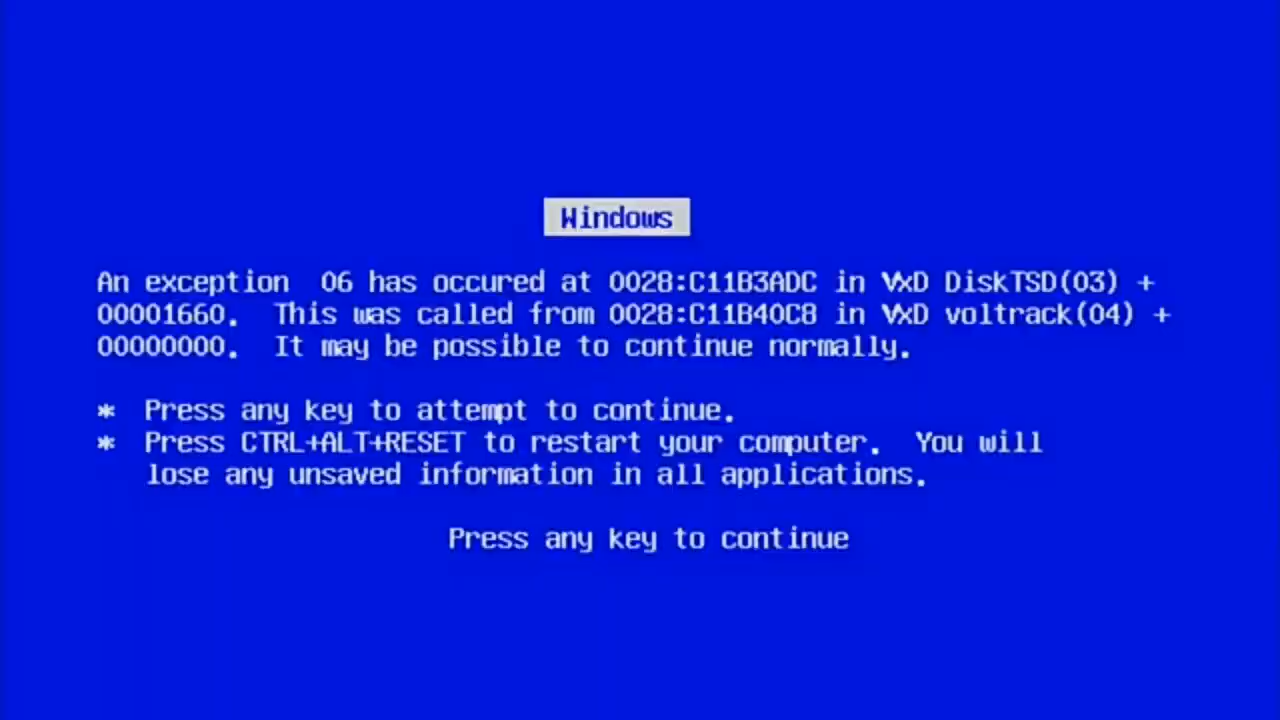 Windows
An exception  06 has occured at 0028:C11B3ADC in VxD DiskTSD(03) +
00001660.  This was called from 0028:C11B40C8 in VxD voltrack(04) +
00000000.  It may be possible to continue normally.
*  Press any key to attempt to continue.
*  Press CTRL+ALT+RESET to restart your computer.  You will
lose any unsaved information in all applications.
Press any key to continue